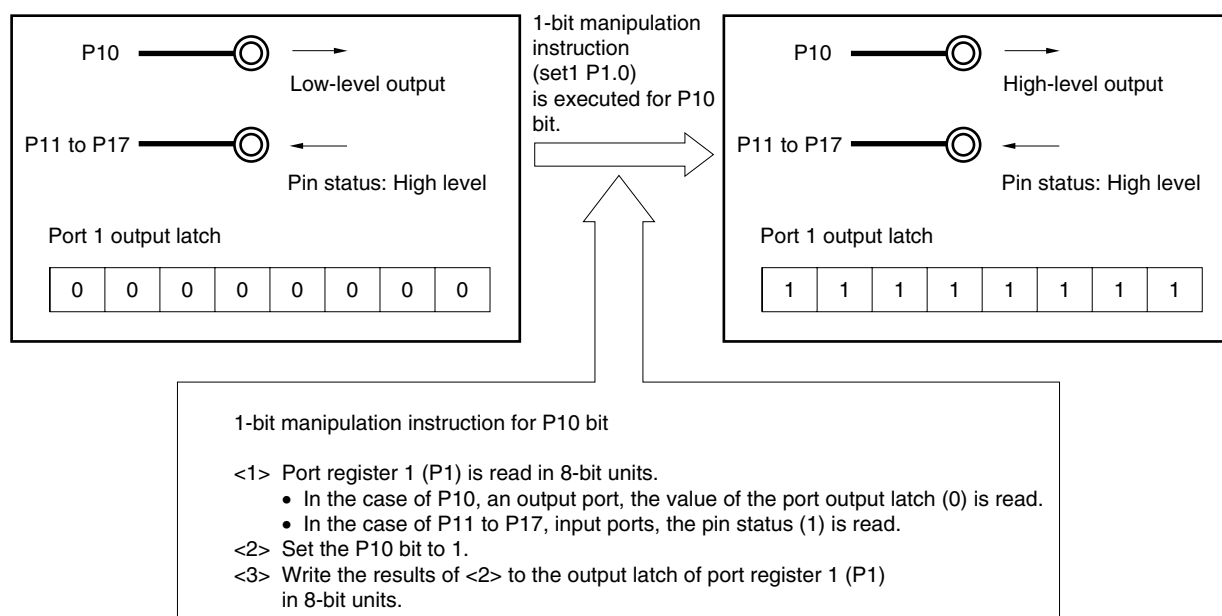 P10
Low-level output
P11 to P17
Pin status: High level
Port 1 output latch
0 0 0 0 0 0 0 0
1-bit manipulation
instruction
(set1 P1.0)
is executed for P10
bit.
P10
High-level output
P11 to P17
Pin status: High level
Port 1 output latch
1 1 1 1 1 1 1 1
1-bit manipulation instruction for P10 bit
<1> Port register 1 (P1) is read in 8-bit units.
• In the case of P10, an output port, the value of the port output latch (0) is read.
• In the case of P11 to P17, input ports, the pin status (1) is read.
<2> Set the P10 bit to 1.
<3> Write the results of <2> to the output latch of port register 1 (P1)
in 8-bit units.